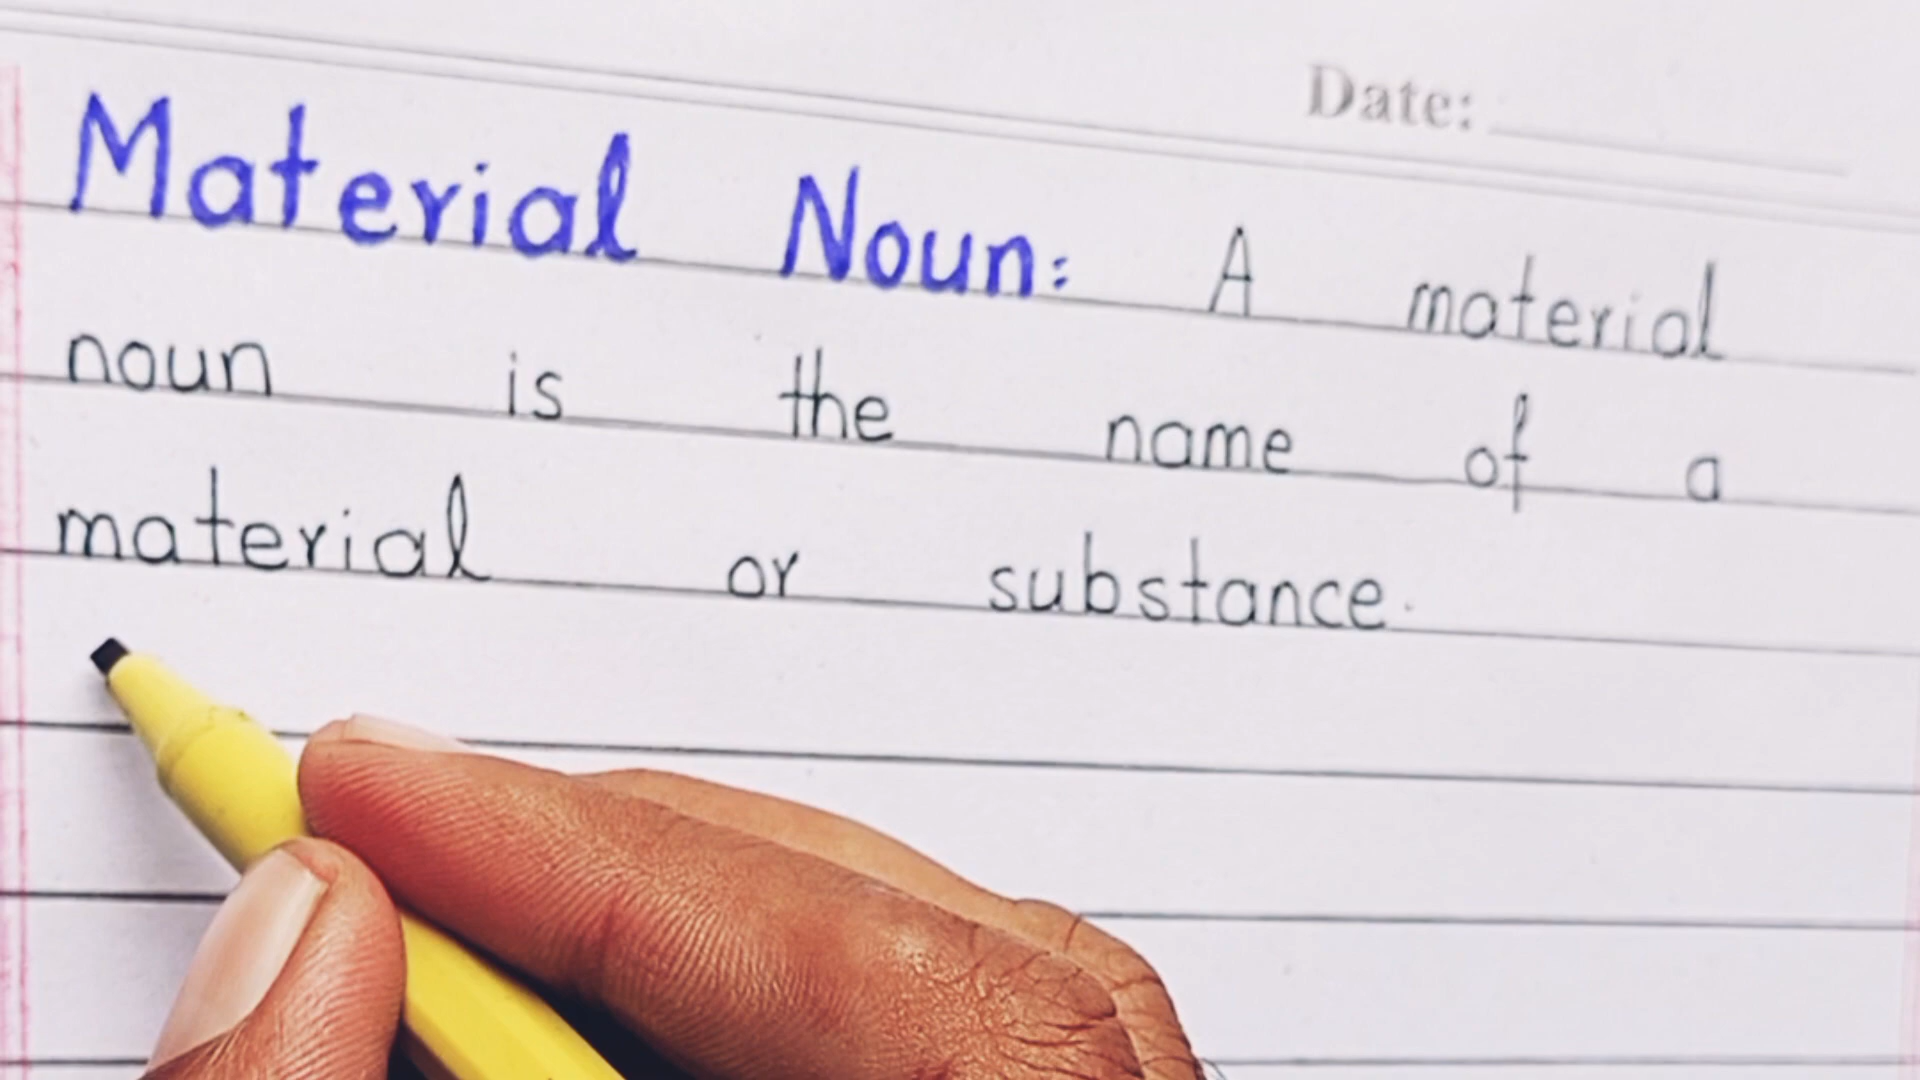 Date:
Material Noun: A material
noun is the name of a
material or substance.